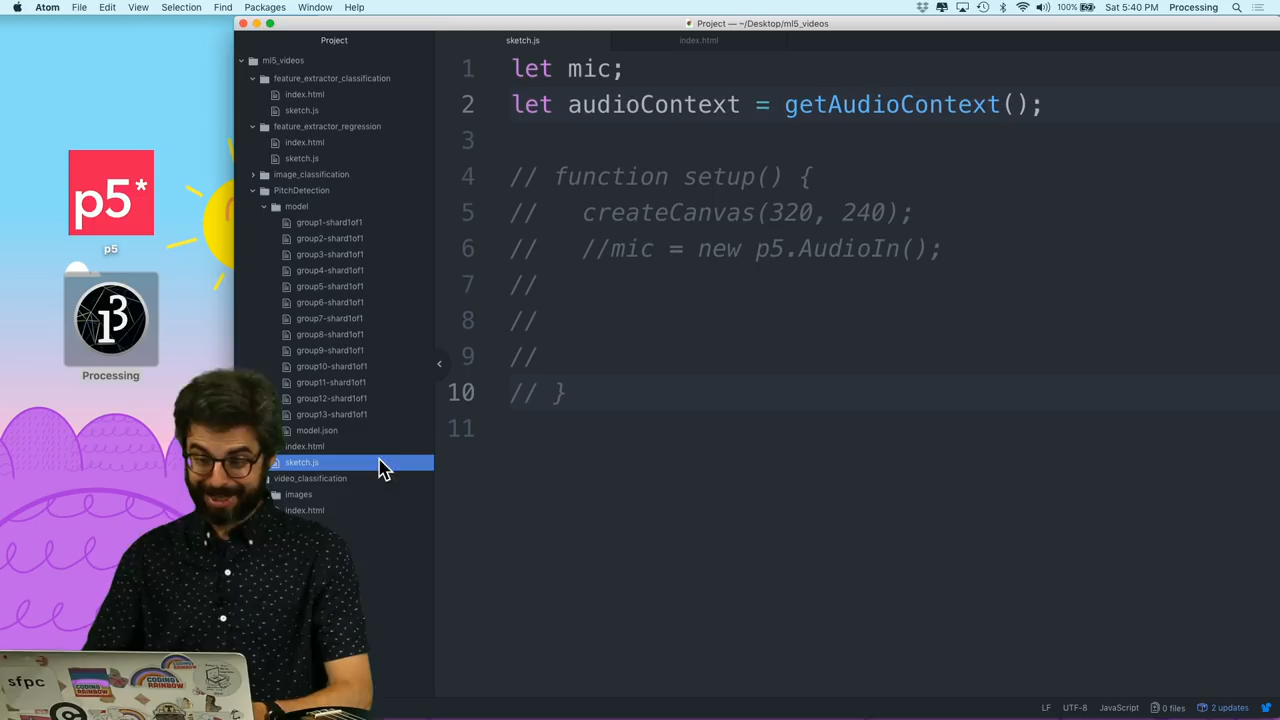 Atom File Edit View Selection Find Packages Window Help 100% Sat 5:40 PM Processing
Project — ~/Desktop/ml5_videos
Project
sketch.js
index.html
ml5_videos
feature_extractor_classification
index.html
sketch.js
feature_extractor_regression
index.html
sketch.js
image_classification
PitchDetection
model
group1-shard1of1
group2-shard1of1
group3-shard1of1
group4-shard1of1
group5-shard1of1
group6-shard1of1
group7-shard1of1
group8-shard1of1
group9-shard1of1
group10-shard1of1
group11-shard1of1
group12-shard1of1
group13-shard1of1
model.json
index.html
sketch.js
video_classification
images
index.html
1 let mic;
2 let audioContext = getAudioContext();
3
4 // function setup() {
5 //   createCanvas(320, 240);
6 //   //mic = new p5.AudioIn();
7 //
8 //
9 //
10 // }
11
p5*
p5
Processing
sfpc
CODING
RAINBOW
CODING
RAINBOW
LF UTF-8 JavaScript 0 files 2 updates